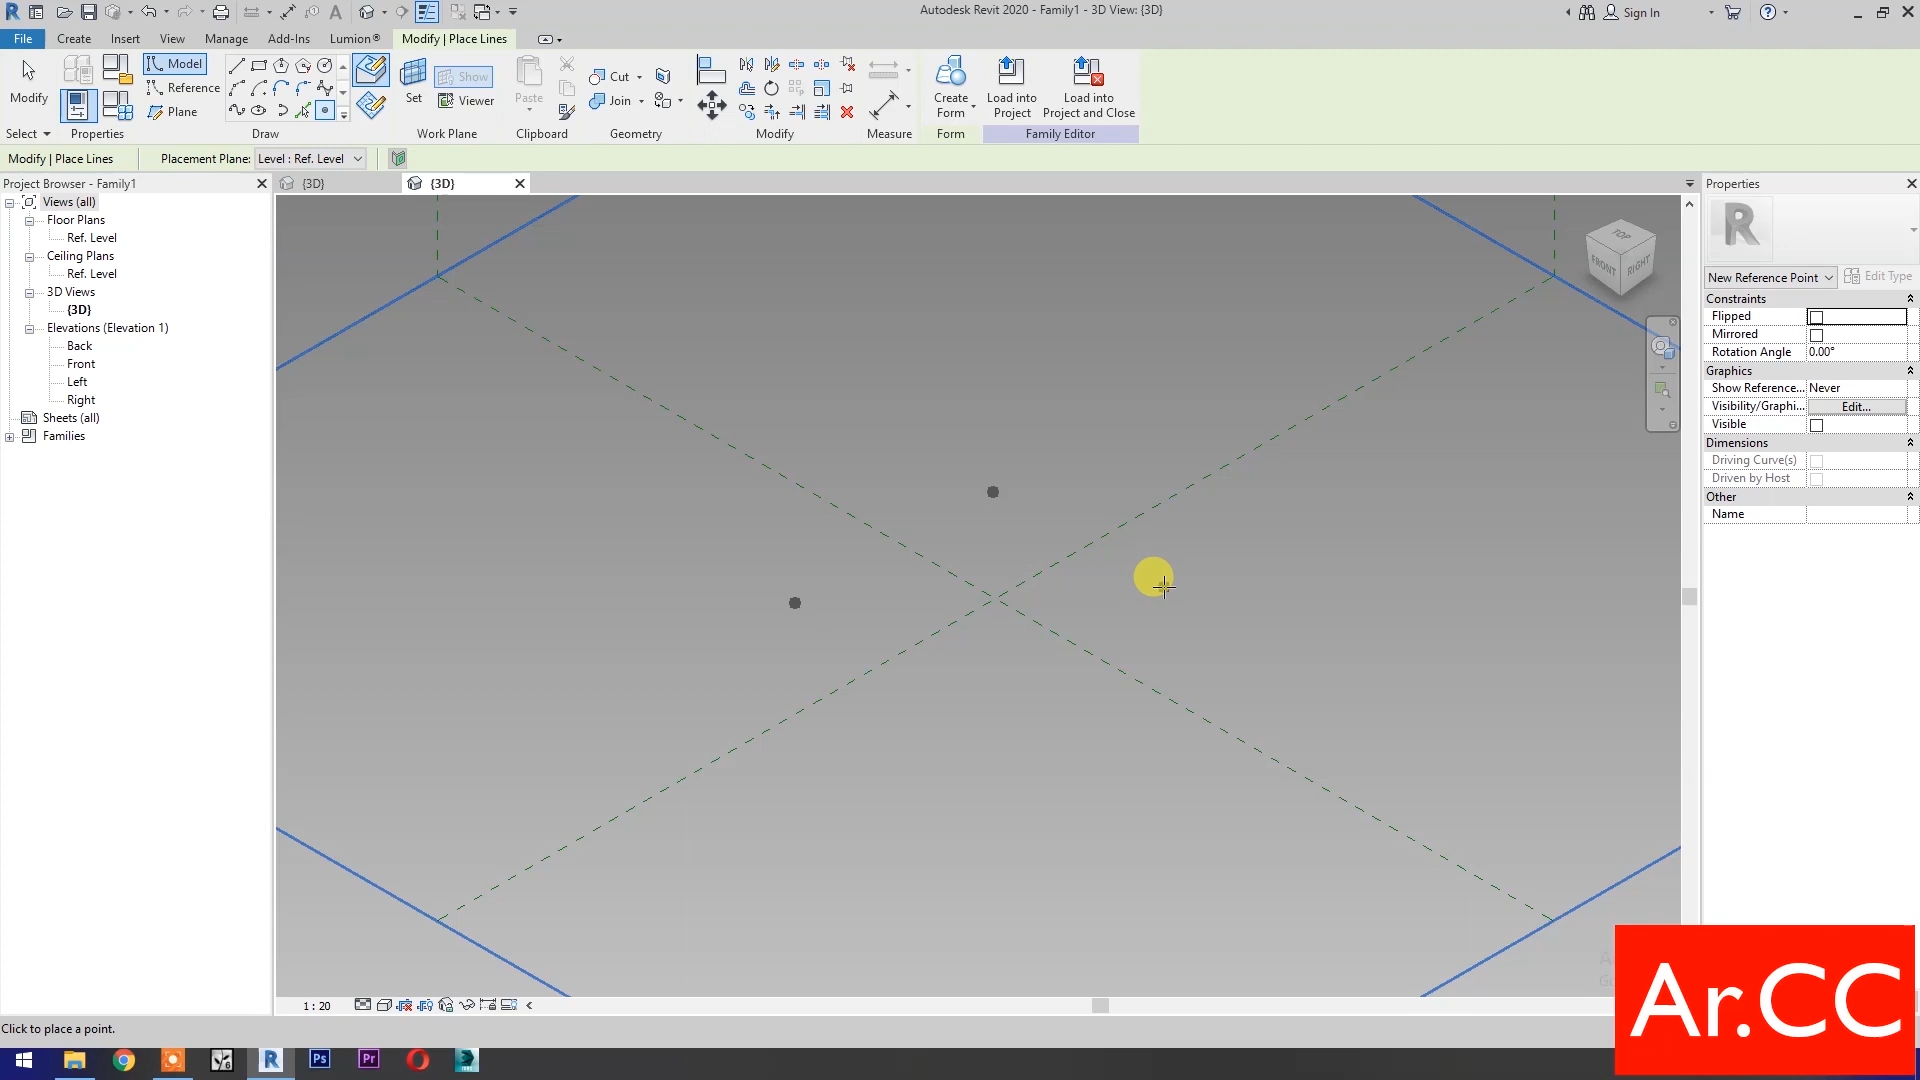 Autodesk Revit 2020 - Family1 - 3D View: {3D}
Sign In
File
Create
Insert
View
Manage
Add-Ins
Lumion®
Modify | Place Lines
Modify
Model
Reference
Plane
Set
Show
Viewer
Paste
Cut
Join
Create
Form
Load into
Project
Load into
Project and Close
Select
Properties
Draw
Work Plane
Clipboard
Geometry
Modify
Measure
Form
Family Editor
Modify | Place Lines
Placement Plane:
Level : Ref. Level
Project Browser - Family1
{3D}
{3D}
Properties
Views (all)
Floor Plans
Ref. Level
Ceiling Plans
Ref. Level
3D Views
{3D}
Elevations (Elevation 1)
Back
Front
Left
Right
Sheets (all)
Families
TOP
FRONT
RIGHT
R
New Reference Point
Edit Type
Constraints
Flipped
Mirrored
Rotation Angle
0.00°
Graphics
Show Reference...
Never
Visibility/Graphi...
Edit...
Visible
Dimensions
Driving Curve(s)
Driven by Host
Other
Name
1 : 20
Click to place a point.
Ar.CC
R
Ps
Pr